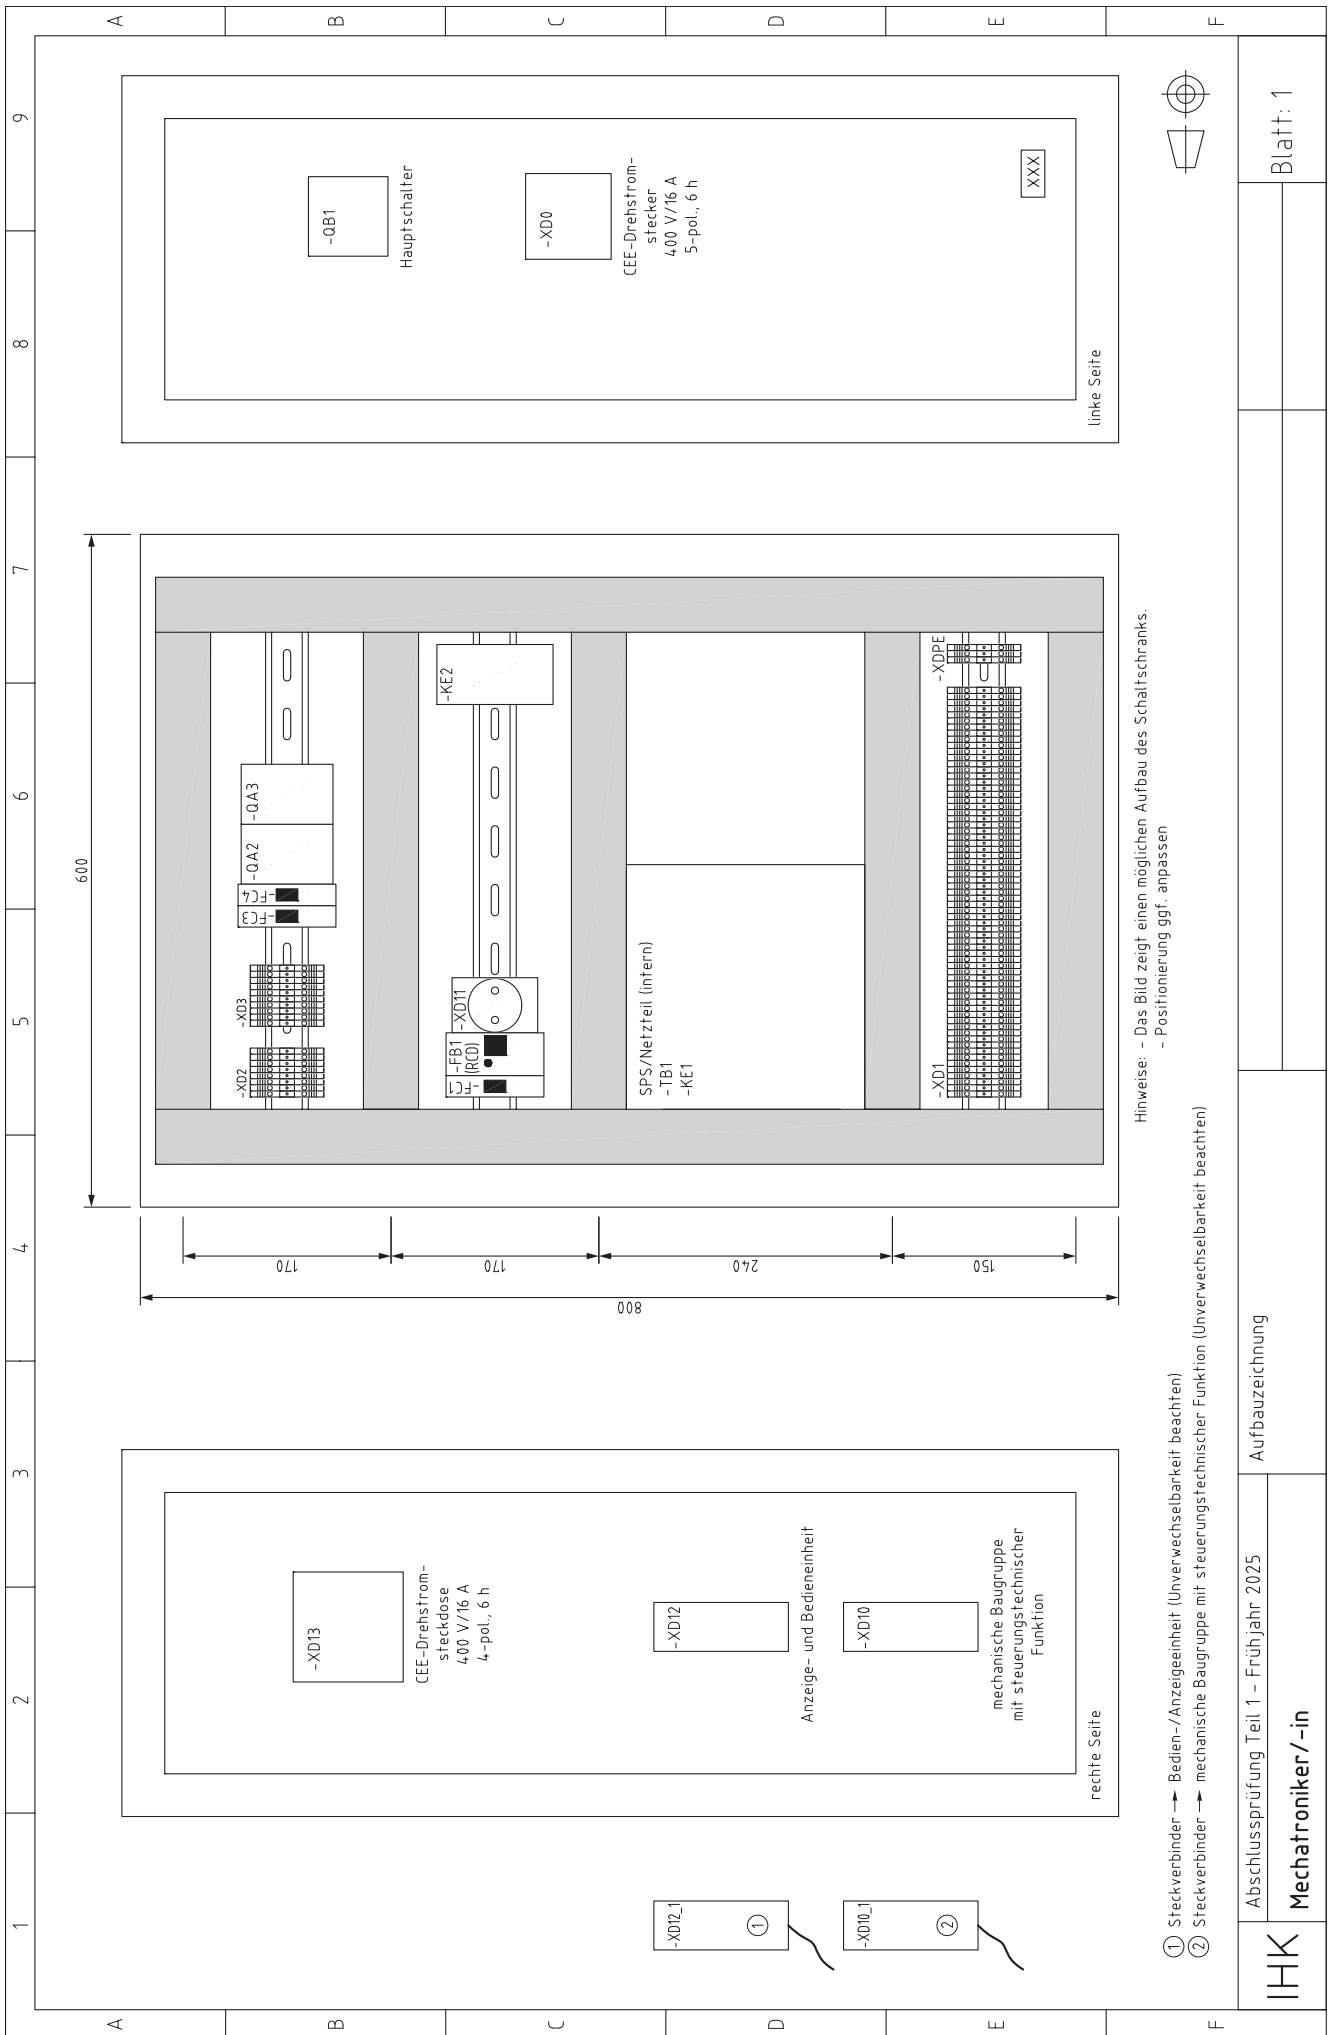 1
2
3
4
5
6
7
8
9
A
A
B
B
C
C
D
D
E
E
F
F
-XD12_1
1
-XD10_1
2
-XD13
CEE-Drehstrom-
steckdose
400 V/16 A
4-pol., 6 h
-XD12
Anzeige- und Bedieneinheit
-XD10
mechanische Baugruppe
mit steuerungstechnischer
Funktion
rechte Seite
600
800
170
170
240
150
-XD2
-XD3
-FC3
-FC4
-QA2
-QA3
-FC1
-FB1
(RCD)
-XD11
-KE2
SPS/Netzteil (intern)
-TB1
-KE1
-XD1
-XDPE
-QB1
Hauptschalter
-XD0
CEE-Drehstrom-
stecker
400 V/16 A
5-pol., 6 h
XXX
linke Seite
Hinweise: - Das Bild zeigt einen möglichen Aufbau des Schaltschranks.
- Positionierung ggf. anpassen
1 Steckverbinder → Bedien-/Anzeigeeinheit (Unverwechselbarkeit beachten)
2 Steckverbinder → mechanische Baugruppe mit steuerungstechnischer Funktion (Unverwechselbarkeit beachten)
IHK
Abschlussprüfung Teil 1 - Frühjahr 2025
Mechatroniker/-in
Aufbauzeichnung
Blatt: 1